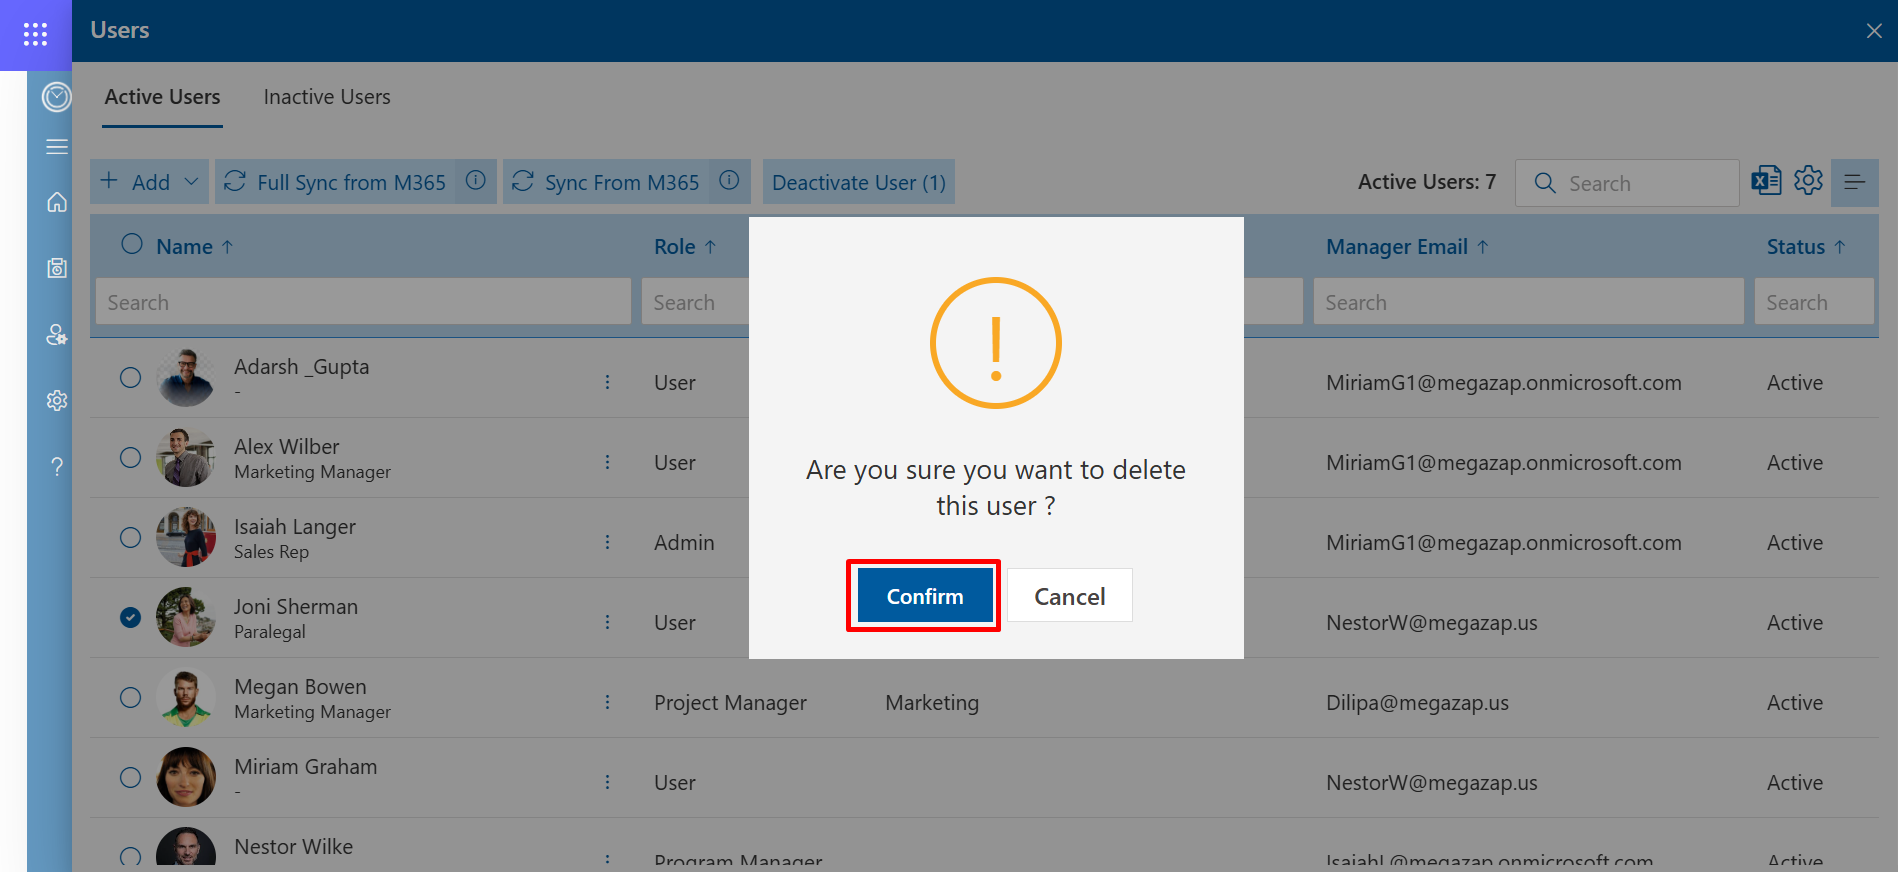 Users
Active Users Inactive Users
Add Full Sync from M365 Sync From M365 Deactivate User (1) Active Users: 7 Search
Name ↑ Role ↑ Manager Email ↑ Status ↑
Search Search Search Search
Adarsh _Gupta
-
User MiriamG1@megazap.onmicrosoft.com Active
Alex Wilber
Marketing Manager
User MiriamG1@megazap.onmicrosoft.com Active
Isaiah Langer
Sales Rep
Admin MiriamG1@megazap.onmicrosoft.com Active
Joni Sherman
Paralegal
User NestorW@megazap.us Active
Megan Bowen
Marketing Manager
Project Manager Marketing Dilipa@megazap.us Active
Miriam Graham
-
User NestorW@megazap.us Active
Nestor Wilke
Program Manager IsaiahL@megazap.onmicrosoft.com Active
Are you sure you want to delete
this user ?
Confirm Cancel